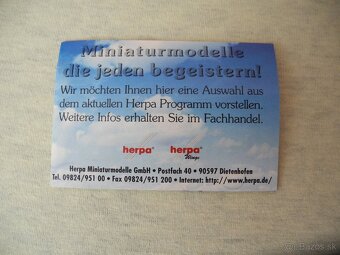 Miniaturmodelle
die jeden begeistern!
Wir möchten Ihnen hier eine Auswahl aus
dem aktuellen Herpa Programm vorstellen.
Weitere Infos erhalten Sie im Fachhandel.
herpa® herpa®
Wings
Herpa Miniaturmodelle GmbH • Postfach 40 • 90597 Dietenhofen
Tel. 09824/951 00 • Fax 09824/951 200 • Internet: http://www.herpa.de/
bazos.sk